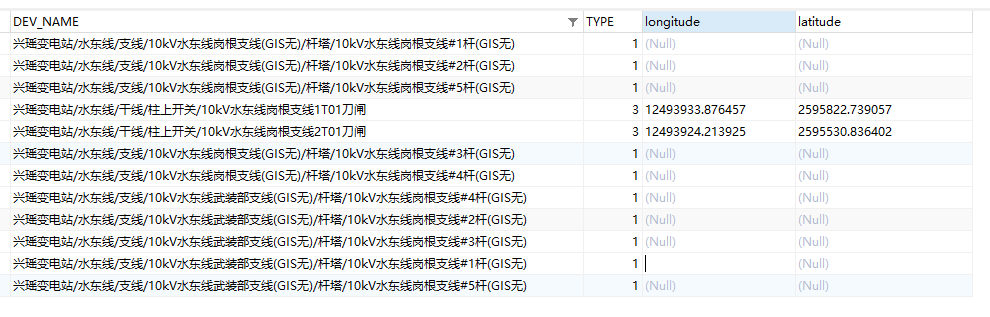 DEV_NAME TYPE longitude latitude
兴瑶变电站/水东线/支线/10kV水东线岗根支线(GIS无)/杆塔/10kV水东线岗根支线#1杆(GIS无) 1 (Null) (Null)
兴瑶变电站/水东线/支线/10kV水东线岗根支线(GIS无)/杆塔/10kV水东线岗根支线#2杆(GIS无) 1 (Null) (Null)
兴瑶变电站/水东线/支线/10kV水东线岗根支线(GIS无)/杆塔/10kV水东线岗根支线#5杆(GIS无) 1 (Null) (Null)
兴瑶变电站/水东线/干线/柱上开关/10kV水东线岗根支线1T01刀闸 3 12493933.876457 2595822.739057
兴瑶变电站/水东线/干线/柱上开关/10kV水东线岗根支线2T01刀闸 3 12493924.213925 2595530.836402
兴瑶变电站/水东线/支线/10kV水东线岗根支线(GIS无)/杆塔/10kV水东线岗根支线#3杆(GIS无) 1 (Null) (Null)
兴瑶变电站/水东线/支线/10kV水东线岗根支线(GIS无)/杆塔/10kV水东线岗根支线#4杆(GIS无) 1 (Null) (Null)
兴瑶变电站/水东线/支线/10kV水东线武装部支线(GIS无)/杆塔/10kV水东线武装部支线#4杆(GIS无) 1 (Null) (Null)
兴瑶变电站/水东线/支线/10kV水东线武装部支线(GIS无)/杆塔/10kV水东线武装部支线#2杆(GIS无) 1 (Null) (Null)
兴瑶变电站/水东线/支线/10kV水东线武装部支线(GIS无)/杆塔/10kV水东线武装部支线#3杆(GIS无) 1 (Null) (Null)
兴瑶变电站/水东线/支线/10kV水东线武装部支线(GIS无)/杆塔/10kV水东线武装部支线#1杆(GIS无) 1 (Null)
兴瑶变电站/水东线/支线/10kV水东线武装部支线(GIS无)/杆塔/10kV水东线武装部支线#5杆(GIS无) 1 (Null) (Null)